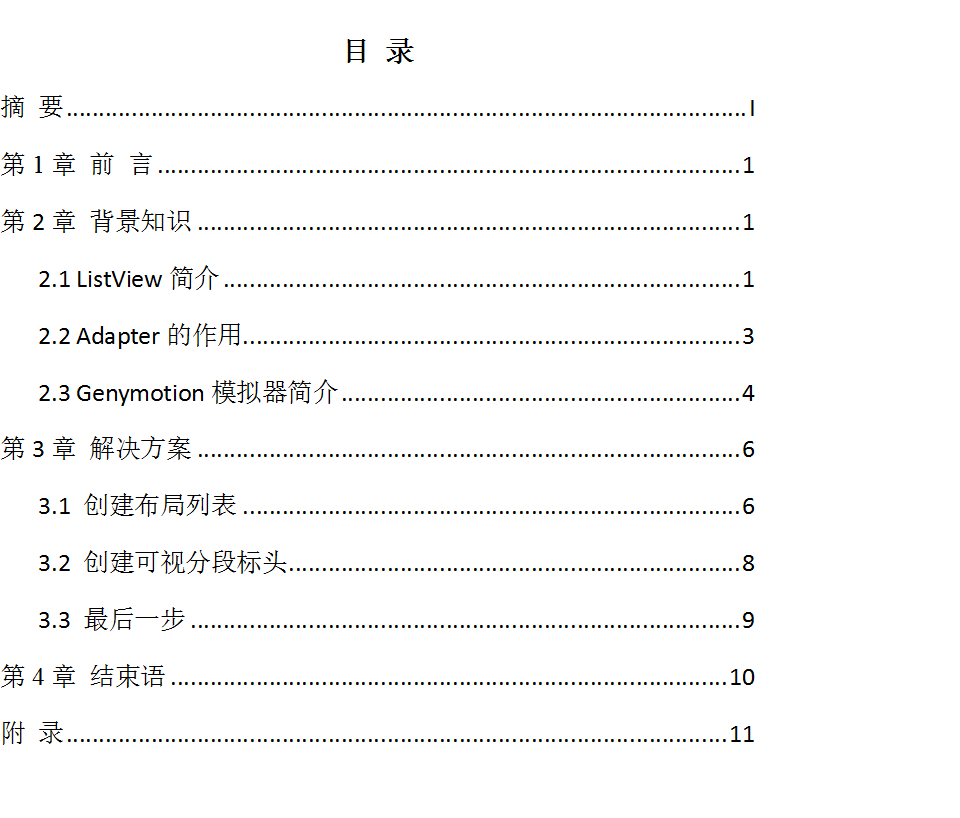 目 录
摘 要........................................................................................................I
第 1 章 前 言.........................................................................................1
第 2 章 背景知识...................................................................................1
2.1 ListView 简介...............................................................................1
2.2 Adapter 的作用............................................................................3
2.3 Genymotion 模拟器简介.............................................................4
第 3 章 解决方案...................................................................................6
3.1 创建布局列表............................................................................6
3.2 创建可视分段标头.....................................................................8
3.3 最后一步....................................................................................9
第 4 章 结束语.....................................................................................10
附 录.....................................................................................................11